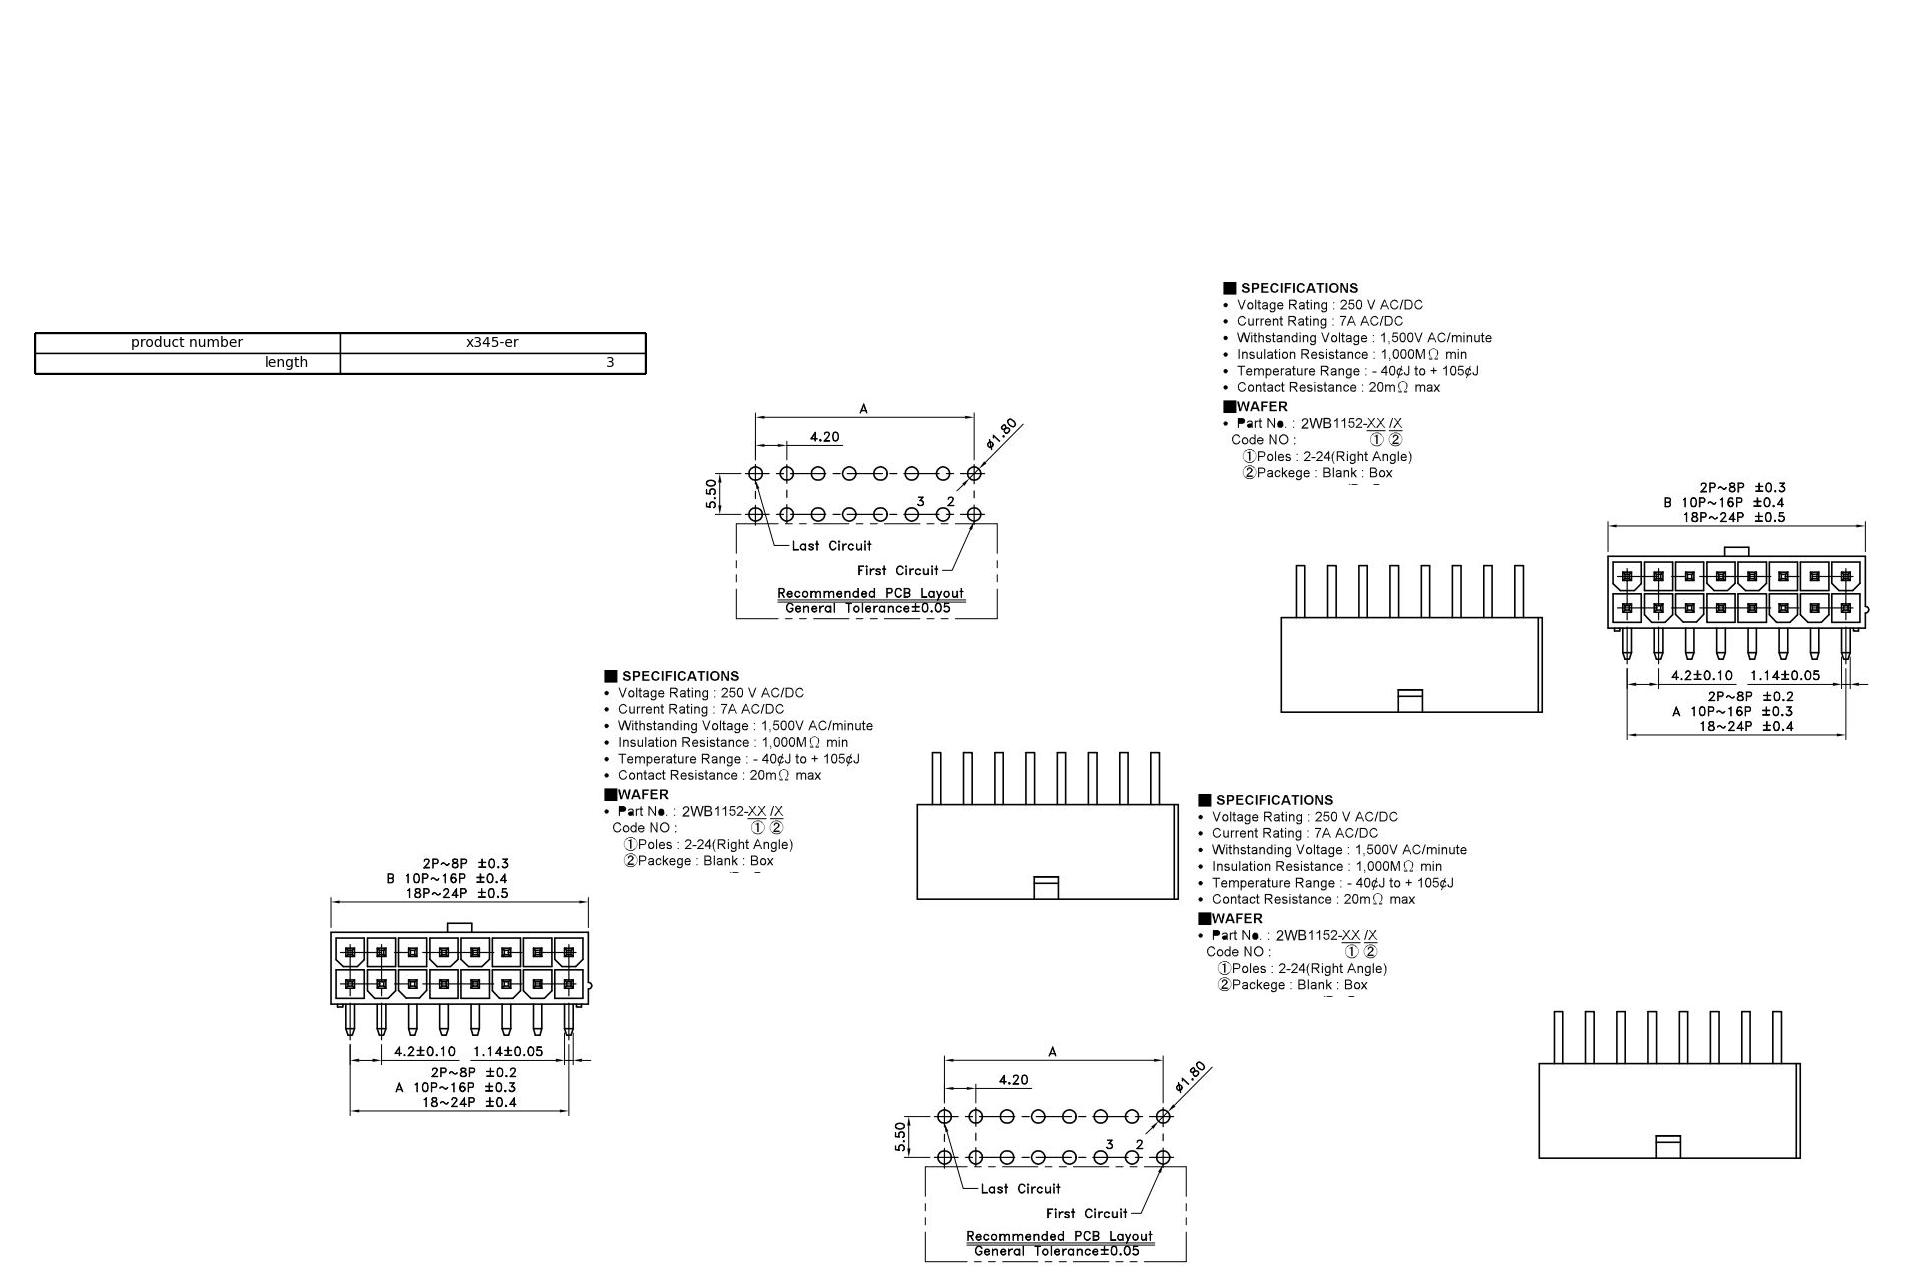 ■ SPECIFICATIONS
• Voltage Rating : 250 V AC/DC
• Current Rating : 7A AC/DC
• Withstanding Voltage : 1,500V AC/minute
• Insulation Resistance : 1,000MΩ min
• Temperature Range : - 40¢J to + 105¢J
• Contact Resistance : 20mΩ max
■WAFER
• Part No. : 2WB1152-XX /X
Code NO : ① ②
①Poles : 2-24(Right Angle)
②Packege : Blank : Box
product number x345-er
length 3
A
4.20
ø1.80
5.50
3 2
Last Circuit
First Circuit
Recommended PCB Layout
General Tolerance±0.05
2P~8P ±0.3
B 10P~16P ±0.4
18P~24P ±0.5
4.2±0.10 1.14±0.05
2P~8P ±0.2
A 10P~16P ±0.3
18~24P ±0.4
■ SPECIFICATIONS
• Voltage Rating : 250 V AC/DC
• Current Rating : 7A AC/DC
• Withstanding Voltage : 1,500V AC/minute
• Insulation Resistance : 1,000MΩ min
• Temperature Range : - 40¢J to + 105¢J
• Contact Resistance : 20mΩ max
■WAFER
• Part No. : 2WB1152-XX /X
Code NO : ① ②
①Poles : 2-24(Right Angle)
②Packege : Blank : Box
■ SPECIFICATIONS
• Voltage Rating : 250 V AC/DC
• Current Rating : 7A AC/DC
• Withstanding Voltage : 1,500V AC/minute
• Insulation Resistance : 1,000MΩ min
• Temperature Range : - 40¢J to + 105¢J
• Contact Resistance : 20mΩ max
■WAFER
• Part No. : 2WB1152-XX /X
Code NO : ① ②
①Poles : 2-24(Right Angle)
②Packege : Blank : Box
2P~8P ±0.3
B 10P~16P ±0.4
18P~24P ±0.5
4.2±0.10 1.14±0.05
2P~8P ±0.2
A 10P~16P ±0.3
18~24P ±0.4
A
4.20
ø1.80
5.50
3 2
Last Circuit
First Circuit
Recommended PCB Layout
General Tolerance±0.05